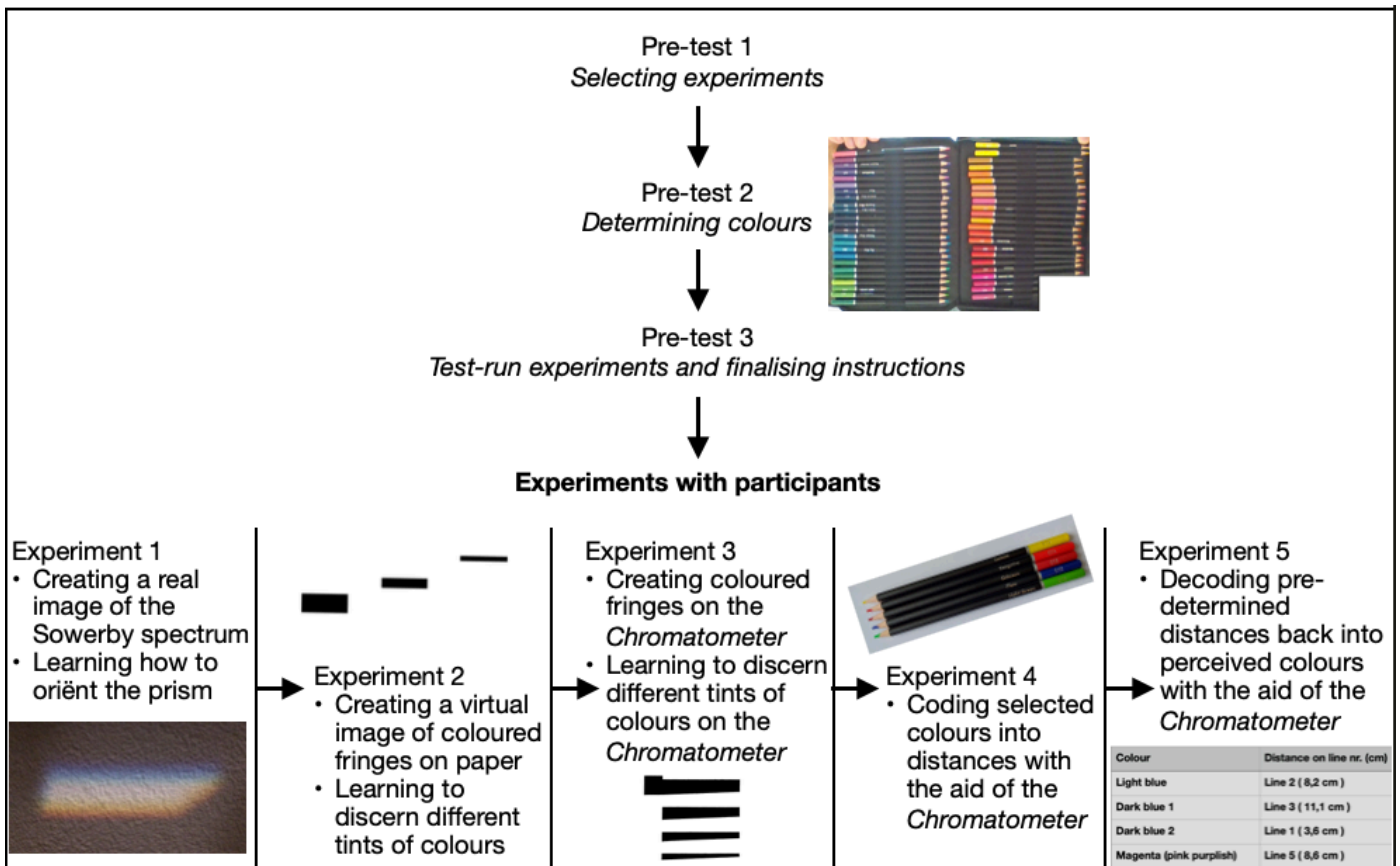 Pre-test 1
Selecting experiments
Pre-test 2
Determining colours
Pre-test 3
Test-run experiments and finalising instructions
Experiments with participants
Experiment 1
• Creating a real
image of the
Sowerby spectrum
• Learning how to
oriënt the prism
Experiment 2
• Creating a virtual
image of coloured
fringes on paper
• Learning to
discern different
tints of colours
Experiment 3
• Creating coloured
fringes on the
Chromatometer
• Learning to discern
different tints of
colours on the
Chromatometer
Experiment 4
• Coding selected
colours into
distances with
the aid of the
Chromatometer
Experiment 5
• Decoding pre-
determined
distances back into
perceived colours
with the aid of the
Chromatometer
Colour Distance on line nr. (cm)
Light blue Line 2 ( 8,2 cm )
Dark blue 1 Line 3 ( 11,1 cm )
Dark blue 2 Line 1 ( 3,6 cm )
Magenta (pink purplish) Line 5 ( 8,6 cm )